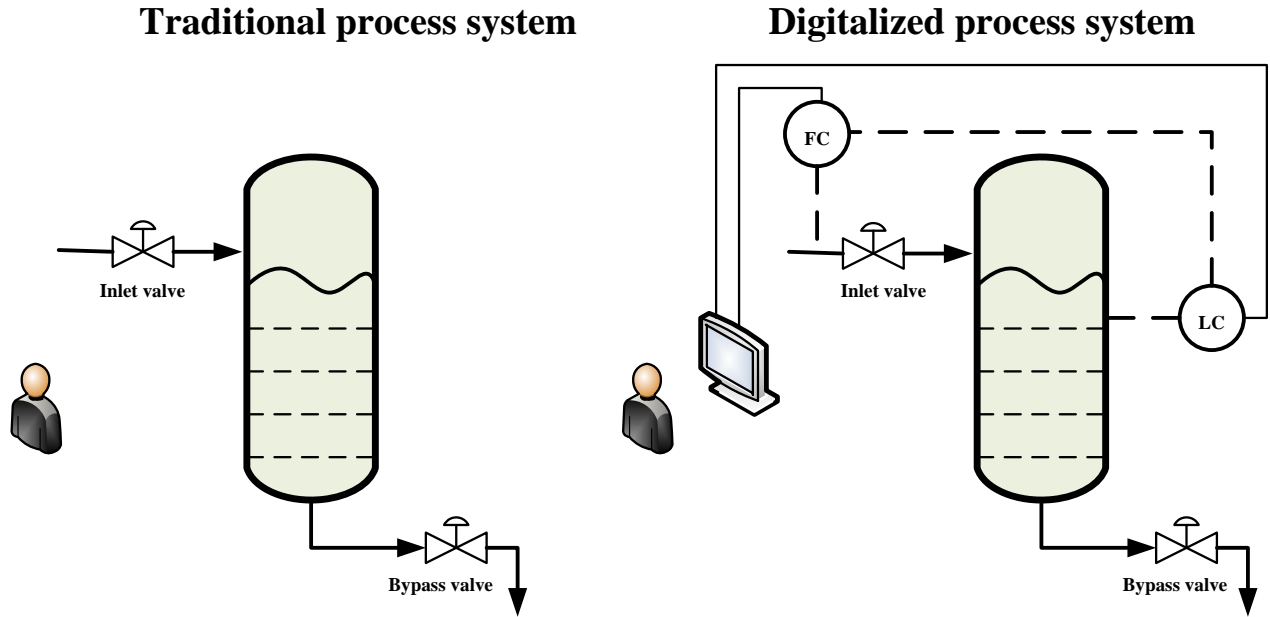 Traditional process system
Inlet valve
Bypass valve
Digitalized process system
FC
Inlet valve
LC
Bypass valve